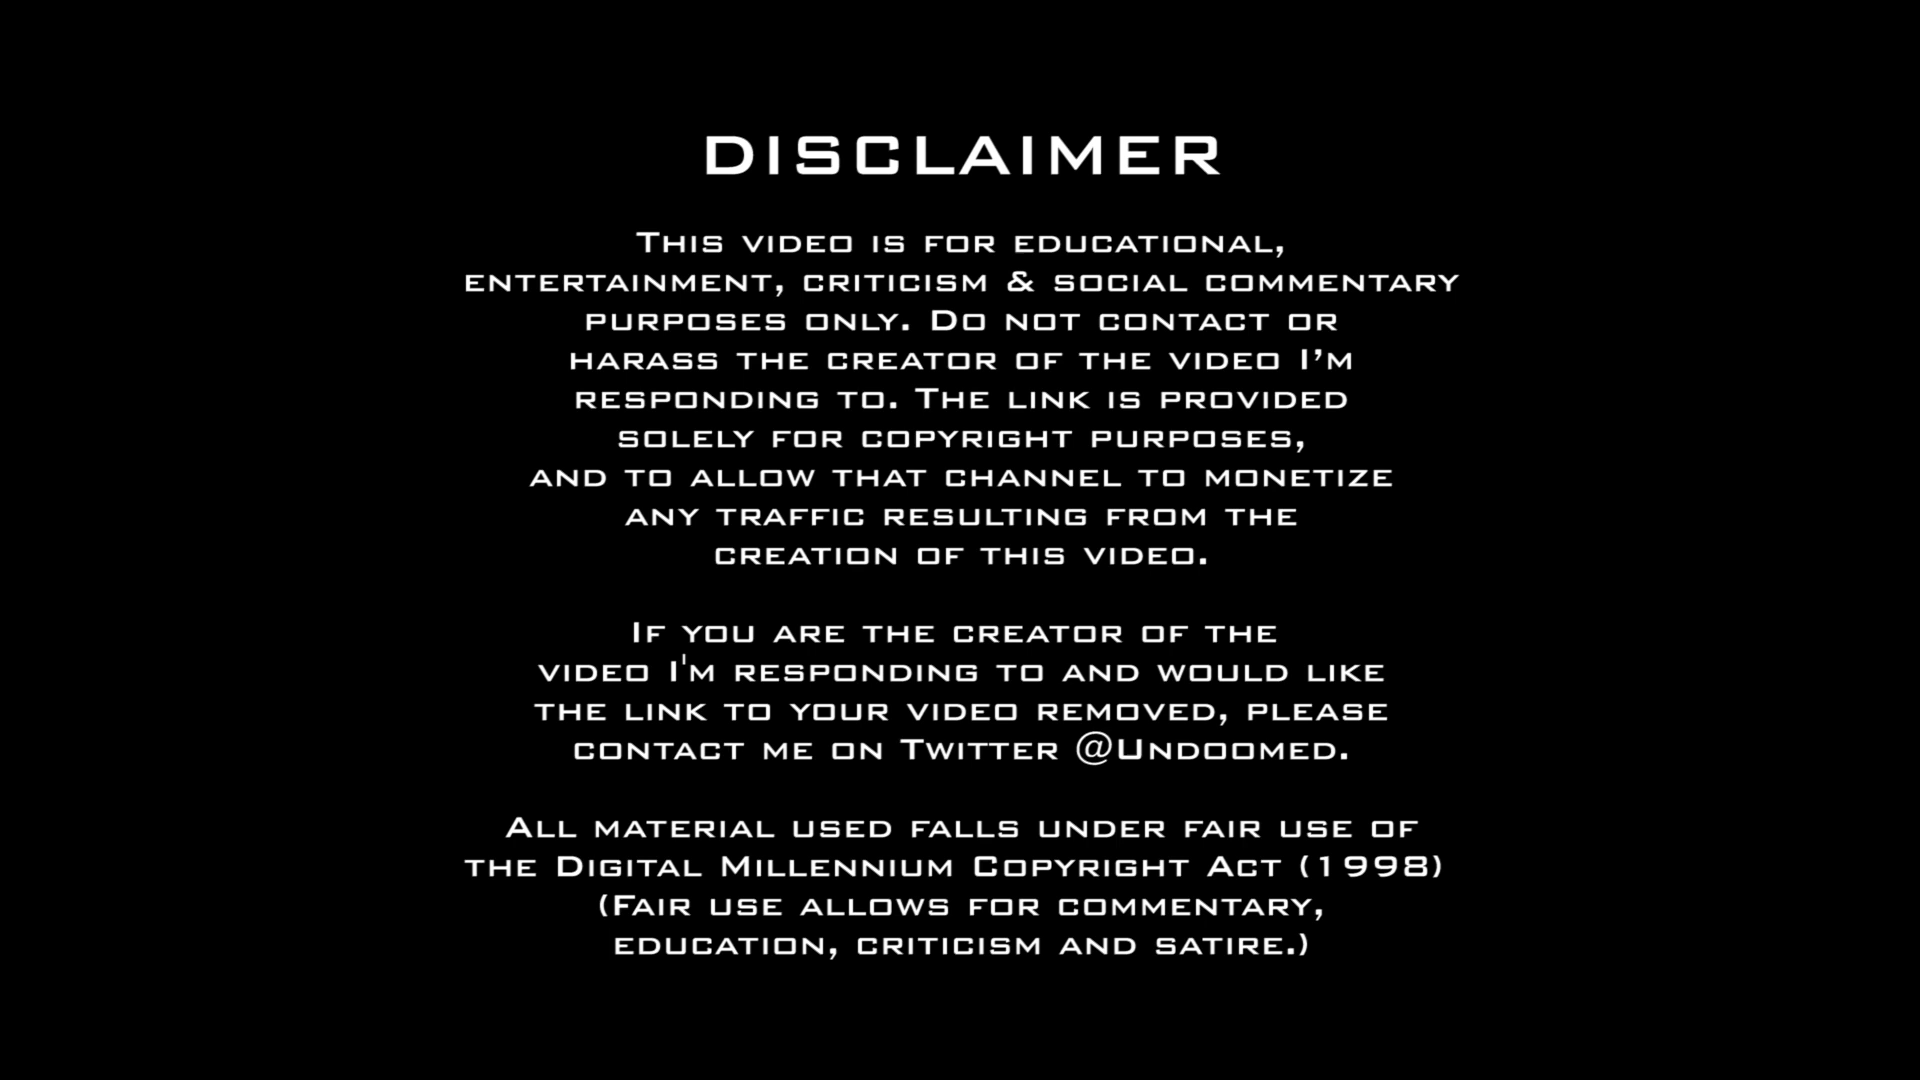 DISCLAIMER
This video is for educational,
entertainment, criticism & social commentary
purposes only. Do not contact or
harass the creator of the video I’m
responding to. The link is provided
solely for copyright purposes,
and to allow that channel to monetize
any traffic resulting from the
creation of this video.
If you are the creator of the
video I'm responding to and would like
the link to your video removed, please
contact me on Twitter @Undoomed.
All material used falls under fair use of
the Digital Millennium Copyright Act (1998)
(Fair use allows for commentary,
education, criticism and satire.)